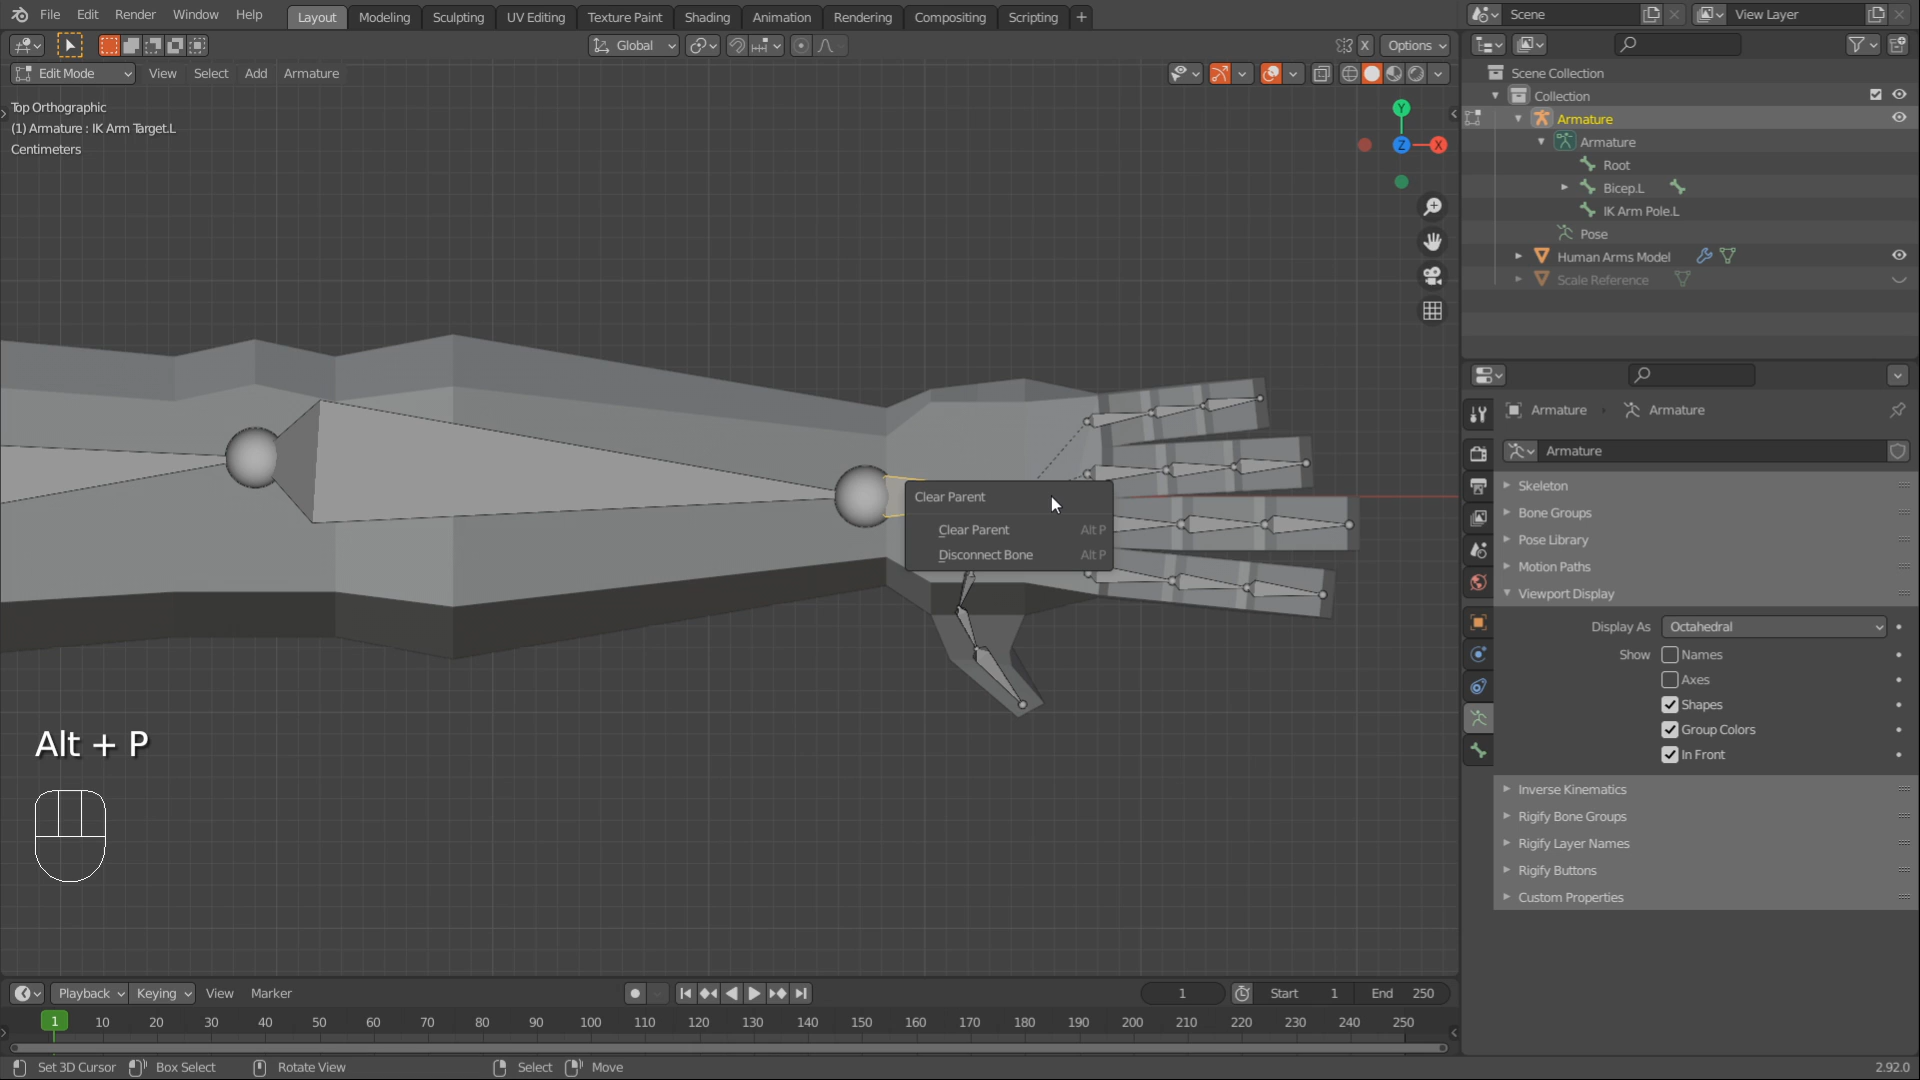 File Edit Render Window Help
Layout Modeling Sculpting UV Editing Texture Paint Shading Animation Rendering Compositing Scripting +
Scene
View Layer
Global
X
Options
Edit Mode View Select Add Armature
Top Orthographic
(1) Armature : IK Arm Target.L
Centimeters
Y
Z
X
Scene Collection
Collection
Armature
Armature
Root
Bicep.L
IK Arm Pole.L
Pose
Human Arms Model
Scale Reference
Clear Parent
Clear Parent Alt P
Disconnect Bone Alt P
Alt + P
Armature Armature
Armature
Skeleton
Bone Groups
Pose Library
Motion Paths
Viewport Display
Display As Octahedral
Show Names
Axes
Shapes
Group Colors
In Front
Inverse Kinematics
Rigify Bone Groups
Rigify Layer Names
Rigify Buttons
Custom Properties
Playback Keying View Marker
1 Start 1 End 250
1 10 20 30 40 50 60 70 80 90 100 110 120 130 140 150 160 170 180 190 200 210 220 230 240 250
Set 3D Cursor Box Select Rotate View Select Move
2.92.0